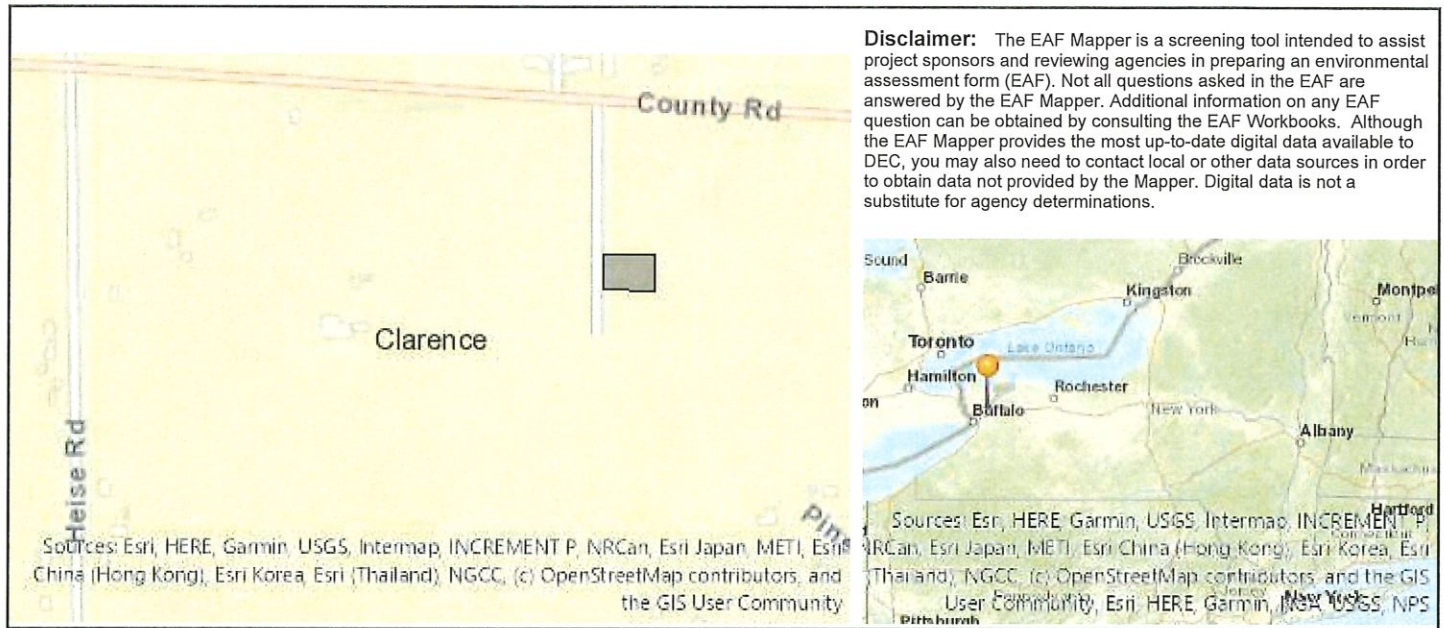 County Rd
Clarence
Heise Rd
Sources: Esri, HERE, Garmin, USGS, Intermap, INCREMENT P, NRCan, Esri Japan, METI, Esri
China (Hong Kong), Esri Korea, Esri (Thailand), NGCC, (c) OpenStreetMap contributors, and
the GIS User Community
Disclaimer: The EAF Mapper is a screening tool intended to assist
project sponsors and reviewing agencies in preparing an environmental
assessment form (EAF). Not all questions asked in the EAF are
answered by the EAF Mapper. Additional information on any EAF
question can be obtained by consulting the EAF Workbooks. Although
the EAF Mapper provides the most up-to-date digital data available to
DEC, you may also need to contact local or other data sources in order
to obtain data not provided by the Mapper. Digital data is not a
substitute for agency determinations.
Sound
Barrie
Brockville
Kingston
Montpe
Vermont
Toronto
Lake Ontario
Hamilton
Rochester
on
Buffalo
New York
Albany
Hartford
Sources: Esri, HERE, Garmin, USGS, Intermap, INCREMENT P,
NRCan, Esri Japan, METI, Esri China (Hong Kong), Esri Korea, Esri
(Thailand), NGCC, (c) OpenStreetMap contributors, and the GIS
User Community, Esri, HERE, Garmin, NGA, USGS, NPS
New York
Pittsburgh